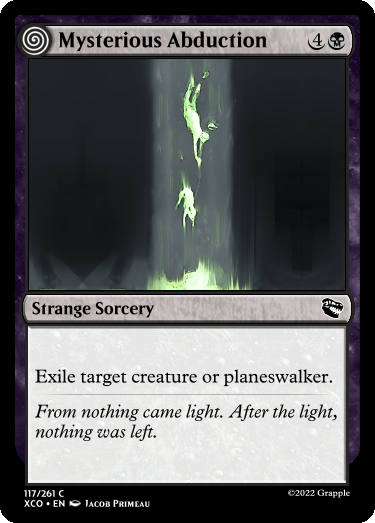 Mysterious Abduction 4
Strange Sorcery
Exile target creature or planeswalker.
From nothing came light. After the light,
nothing was left.
117/261 C
XCO • EN Jacob Primeau
©2022 Grapple